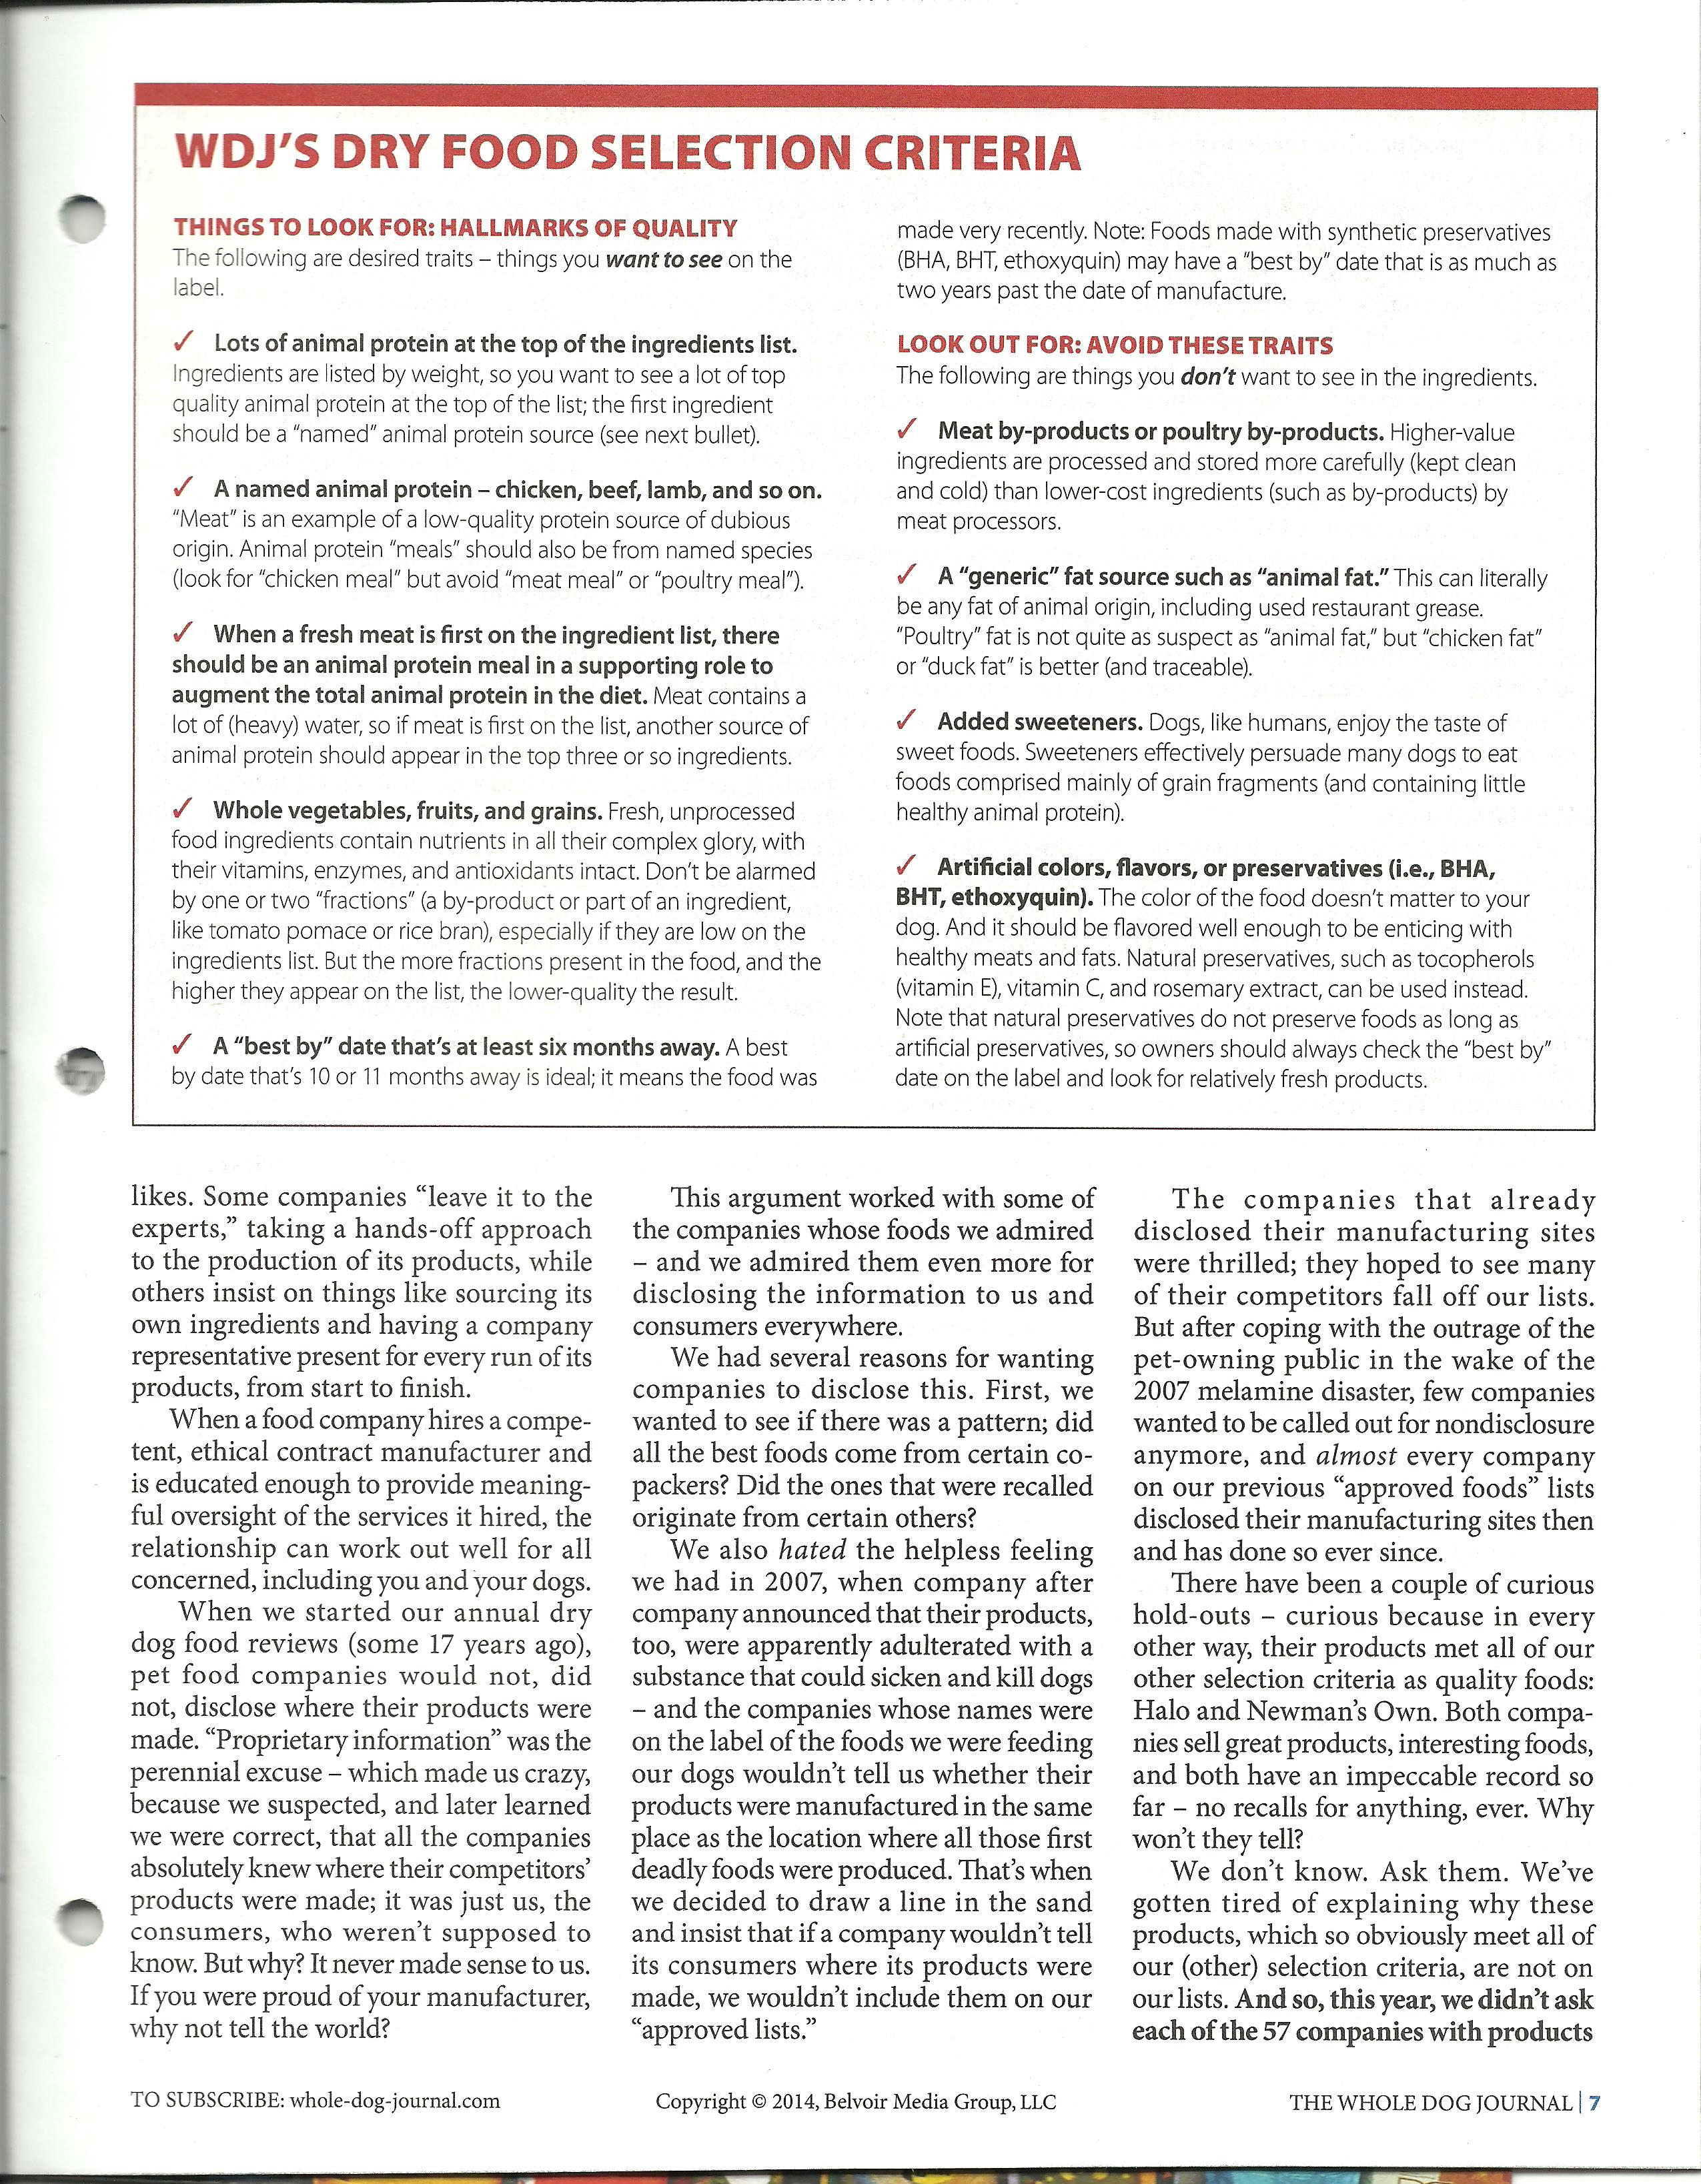 WDJ'S DRY FOOD SELECTION CRITERIA
THINGS TO LOOK FOR: HALLMARKS OF QUALITY
The following are desired traits – things you want to see on the
label.
✓ Lots of animal protein at the top of the ingredients list.
Ingredients are listed by weight, so you want to see a lot of top
quality animal protein at the top of the list; the first ingredient
should be a "named" animal protein source (see next bullet).
✓ A named animal protein – chicken, beef, lamb, and so on.
"Meat" is an example of a low-quality protein source of dubious
origin. Animal protein "meals" should also be from named species
(look for "chicken meal" but avoid "meat meal" or "poultry meal").
✓ When a fresh meat is first on the ingredient list, there
should be an animal protein meal in a supporting role to
augment the total animal protein in the diet. Meat contains a
lot of (heavy) water, so if meat is first on the list, another source of
animal protein should appear in the top three or so ingredients.
✓ Whole vegetables, fruits, and grains. Fresh, unprocessed
food ingredients contain nutrients in all their complex glory, with
their vitamins, enzymes, and antioxidants intact. Don't be alarmed
by one or two "fractions" (a by-product or part of an ingredient,
like tomato pomace or rice bran), especially if they are low on the
ingredients list. But the more fractions present in the food, and the
higher they appear on the list, the lower-quality the result.
✓ A "best by" date that's at least six months away. A best
by date that's 10 or 11 months away is ideal; it means the food was
made very recently. Note: Foods made with synthetic preservatives
(BHA, BHT, ethoxyquin) may have a "best by" date that is as much as
two years past the date of manufacture.
LOOK OUT FOR: AVOID THESE TRAITS
The following are things you don't want to see in the ingredients.
✓ Meat by-products or poultry by-products. Higher-value
ingredients are processed and stored more carefully (kept clean
and cold) than lower-cost ingredients (such as by-products) by
meat processors.
✓ A "generic" fat source such as "animal fat." This can literally
be any fat of animal origin, including used restaurant grease.
"Poultry" fat is not quite as suspect as "animal fat," but "chicken fat"
or "duck fat" is better (and traceable).
✓ Added sweeteners. Dogs, like humans, enjoy the taste of
sweet foods. Sweeteners effectively persuade many dogs to eat
foods comprised mainly of grain fragments (and containing little
healthy animal protein).
✓ Artificial colors, flavors, or preservatives (i.e., BHA,
BHT, ethoxyquin). The color of the food doesn't matter to your
dog. And it should be flavored well enough to be enticing with
healthy meats and fats. Natural preservatives, such as tocopherols
(vitamin E), vitamin C, and rosemary extract, can be used instead.
Note that natural preservatives do not preserve foods as long as
artificial preservatives, so owners should always check the "best by"
date on the label and look for relatively fresh products.
likes. Some companies "leave it to the
experts," taking a hands-off approach
to the production of its products, while
others insist on things like sourcing its
own ingredients and having a company
representative present for every run of its
products, from start to finish.
When a food company hires a compe-
tent, ethical contract manufacturer and
is educated enough to provide meaning-
ful oversight of the services it hired, the
relationship can work out well for all
concerned, including you and your dogs.
When we started our annual dry
dog food reviews (some 17 years ago),
pet food companies would not, did
not, disclose where their products were
made. "Proprietary information" was the
perennial excuse – which made us crazy,
because we suspected, and later learned
we were correct, that all the companies
absolutely knew where their competitors'
products were made; it was just us, the
consumers, who weren't supposed to
know. But why? It never made sense to us.
If you were proud of your manufacturer,
why not tell the world?
This argument worked with some of
the companies whose foods we admired
– and we admired them even more for
disclosing the information to us and
consumers everywhere.
We had several reasons for wanting
companies to disclose this. First, we
wanted to see if there was a pattern; did
all the best foods come from certain co-
packers? Did the ones that were recalled
originate from certain others?
We also hated the helpless feeling
we had in 2007, when company after
company announced that their products,
too, were apparently adulterated with a
substance that could sicken and kill dogs
– and the companies whose names were
on the label of the foods we were feeding
our dogs wouldn't tell us whether their
products were manufactured in the same
place as the location where all those first
deadly foods were produced. That's when
we decided to draw a line in the sand
and insist that if a company wouldn't tell
its consumers where its products were
made, we wouldn't include them on our
"approved lists."
The companies that already
disclosed their manufacturing sites
were thrilled; they hoped to see many
of their competitors fall off our lists.
But after coping with the outrage of the
pet-owning public in the wake of the
2007 melamine disaster, few companies
wanted to be called out for nondisclosure
anymore, and almost every company
on our previous "approved foods" lists
disclosed their manufacturing sites then
and has done so ever since.
There have been a couple of curious
hold-outs – curious because in every
other way, their products met all of our
other selection criteria as quality foods:
Halo and Newman's Own. Both compa-
nies sell great products, interesting foods,
and both have an impeccable record so
far – no recalls for anything, ever. Why
won't they tell?
We don't know. Ask them. We've
gotten tired of explaining why these
products, which so obviously meet all of
our (other) selection criteria, are not on
our lists. And so, this year, we didn't ask
each of the 57 companies with products
TO SUBSCRIBE: whole-dog-journal.com
Copyright © 2014, Belvoir Media Group, LLC
THE WHOLE DOG JOURNAL | 7